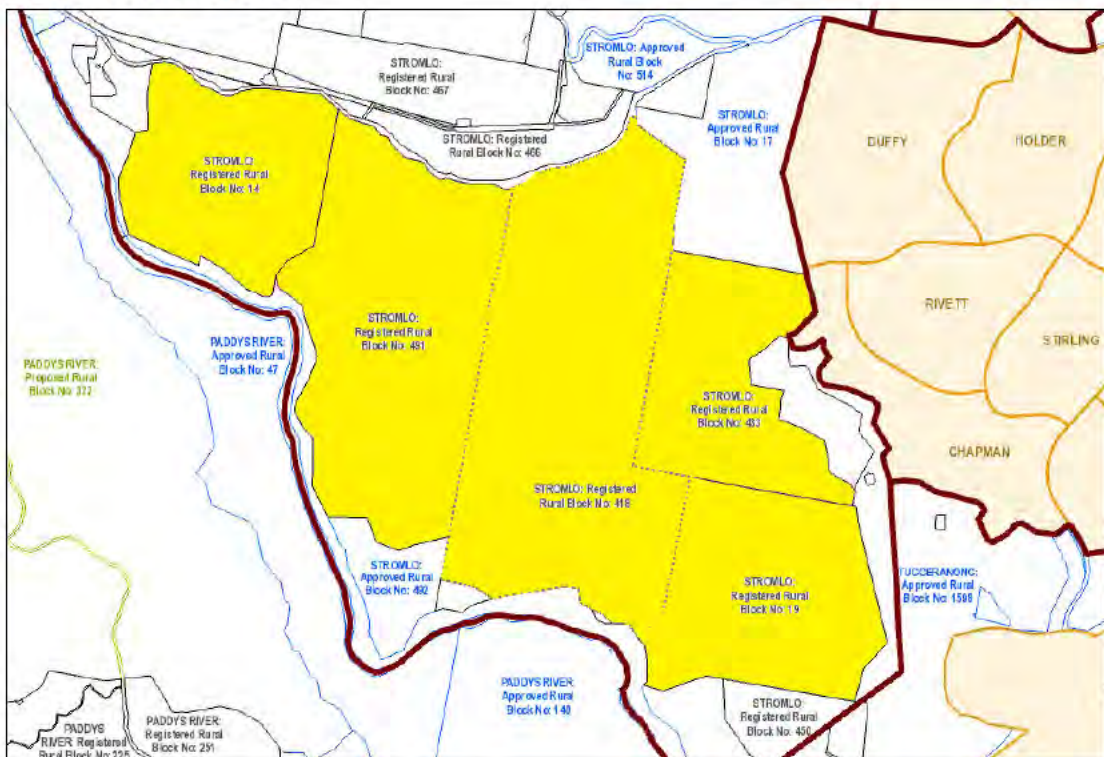 STROMLO: Approved
Rural Block
No: 514
STROMLO:
Registered Rural
Block No: 467
STROMLO:
Approved Rural
Block No: 17
DUFFY
HOLDER
STROMLO: Registered
Rural Block No: 466
STROMLO:
Registered Rural
Block No: 14
RIVETT
STROMLO:
Registered Rural
Block No: 491
PADDYS RIVER:
Approved Rural
Block No: 47
STIRLING
PADDYS RIVER:
Proposed Rural
Block No:
STROMLO:
Registered Rural
Block No:
CHAPMAN
STROMLO: Registered
Rural Block No: 418
STROMLO:
Approved Rural
Block No: 492
STROMLO:
Registered Rural
Block No: 19
TUGGERANONG:
Approved Rural
Block No:
PADDYS RIVER:
Approved Rural
Block No:
STROMLO:
Registered Rural
Block No: 450
PADDYS
RIVER: Registered
Rural Block No:
PADDYS RIVER:
Registered Rural
Block No: 251